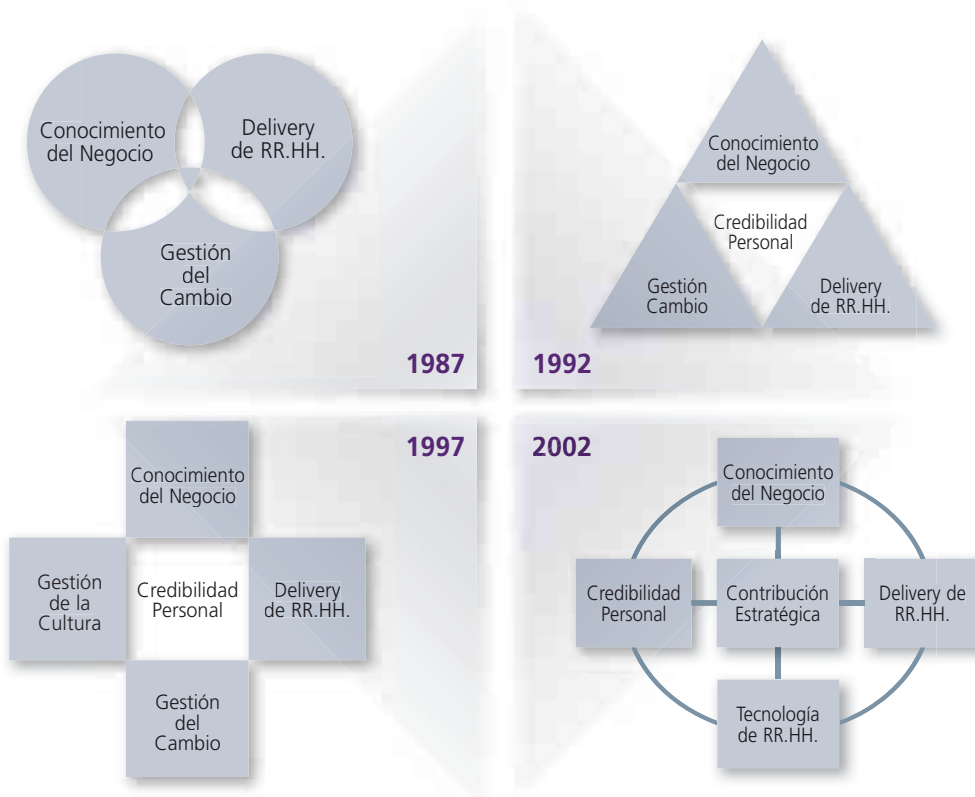 Conocimiento
del Negocio
Delivery
de RR.HH.
Gestión
del
Cambio
1987
Conocimiento
del Negocio
Credibilidad
Personal
Gestión
Cambio
Delivery
de RR.HH.
1992
1997
Conocimiento
del Negocio
Gestión
de la
Cultura
Credibilidad
Personal
Delivery
de RR.HH.
Gestión
del
Cambio
2002
Conocimiento
del Negocio
Credibilidad
Personal
Contribución
Estratégica
Delivery de
RR.HH.
Tecnología
de RR.HH.